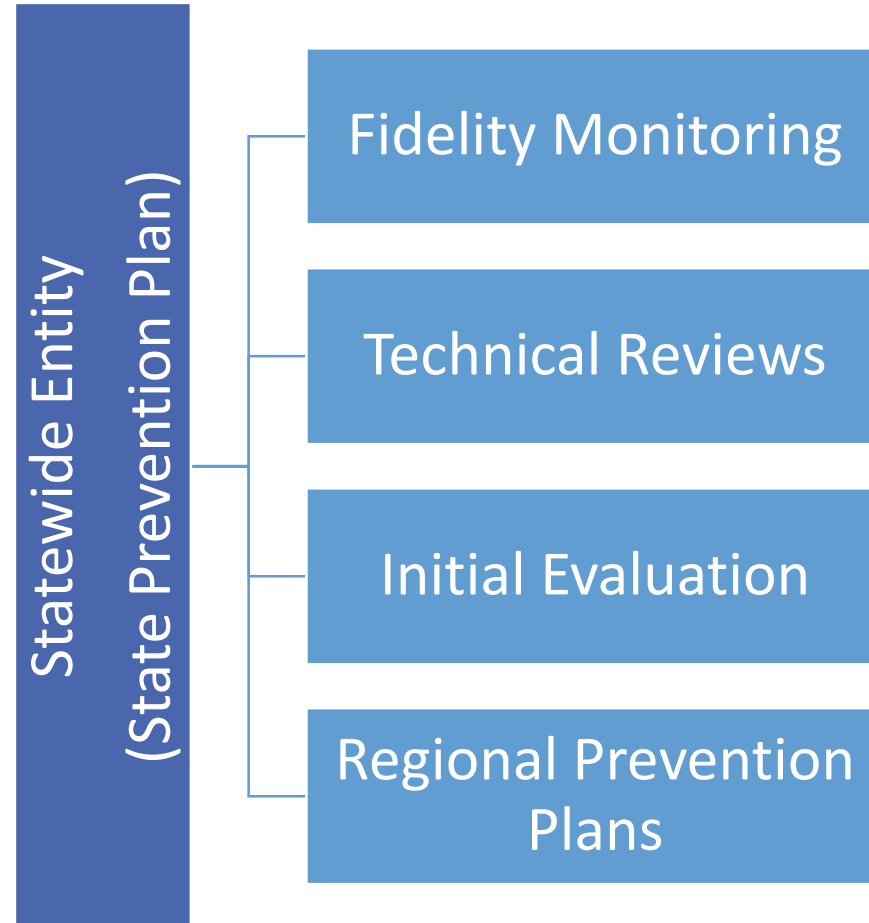 Statewide Entity
(State Prevention Plan)
Fidelity Monitoring
Technical Reviews
Initial Evaluation
Regional Prevention
Plans